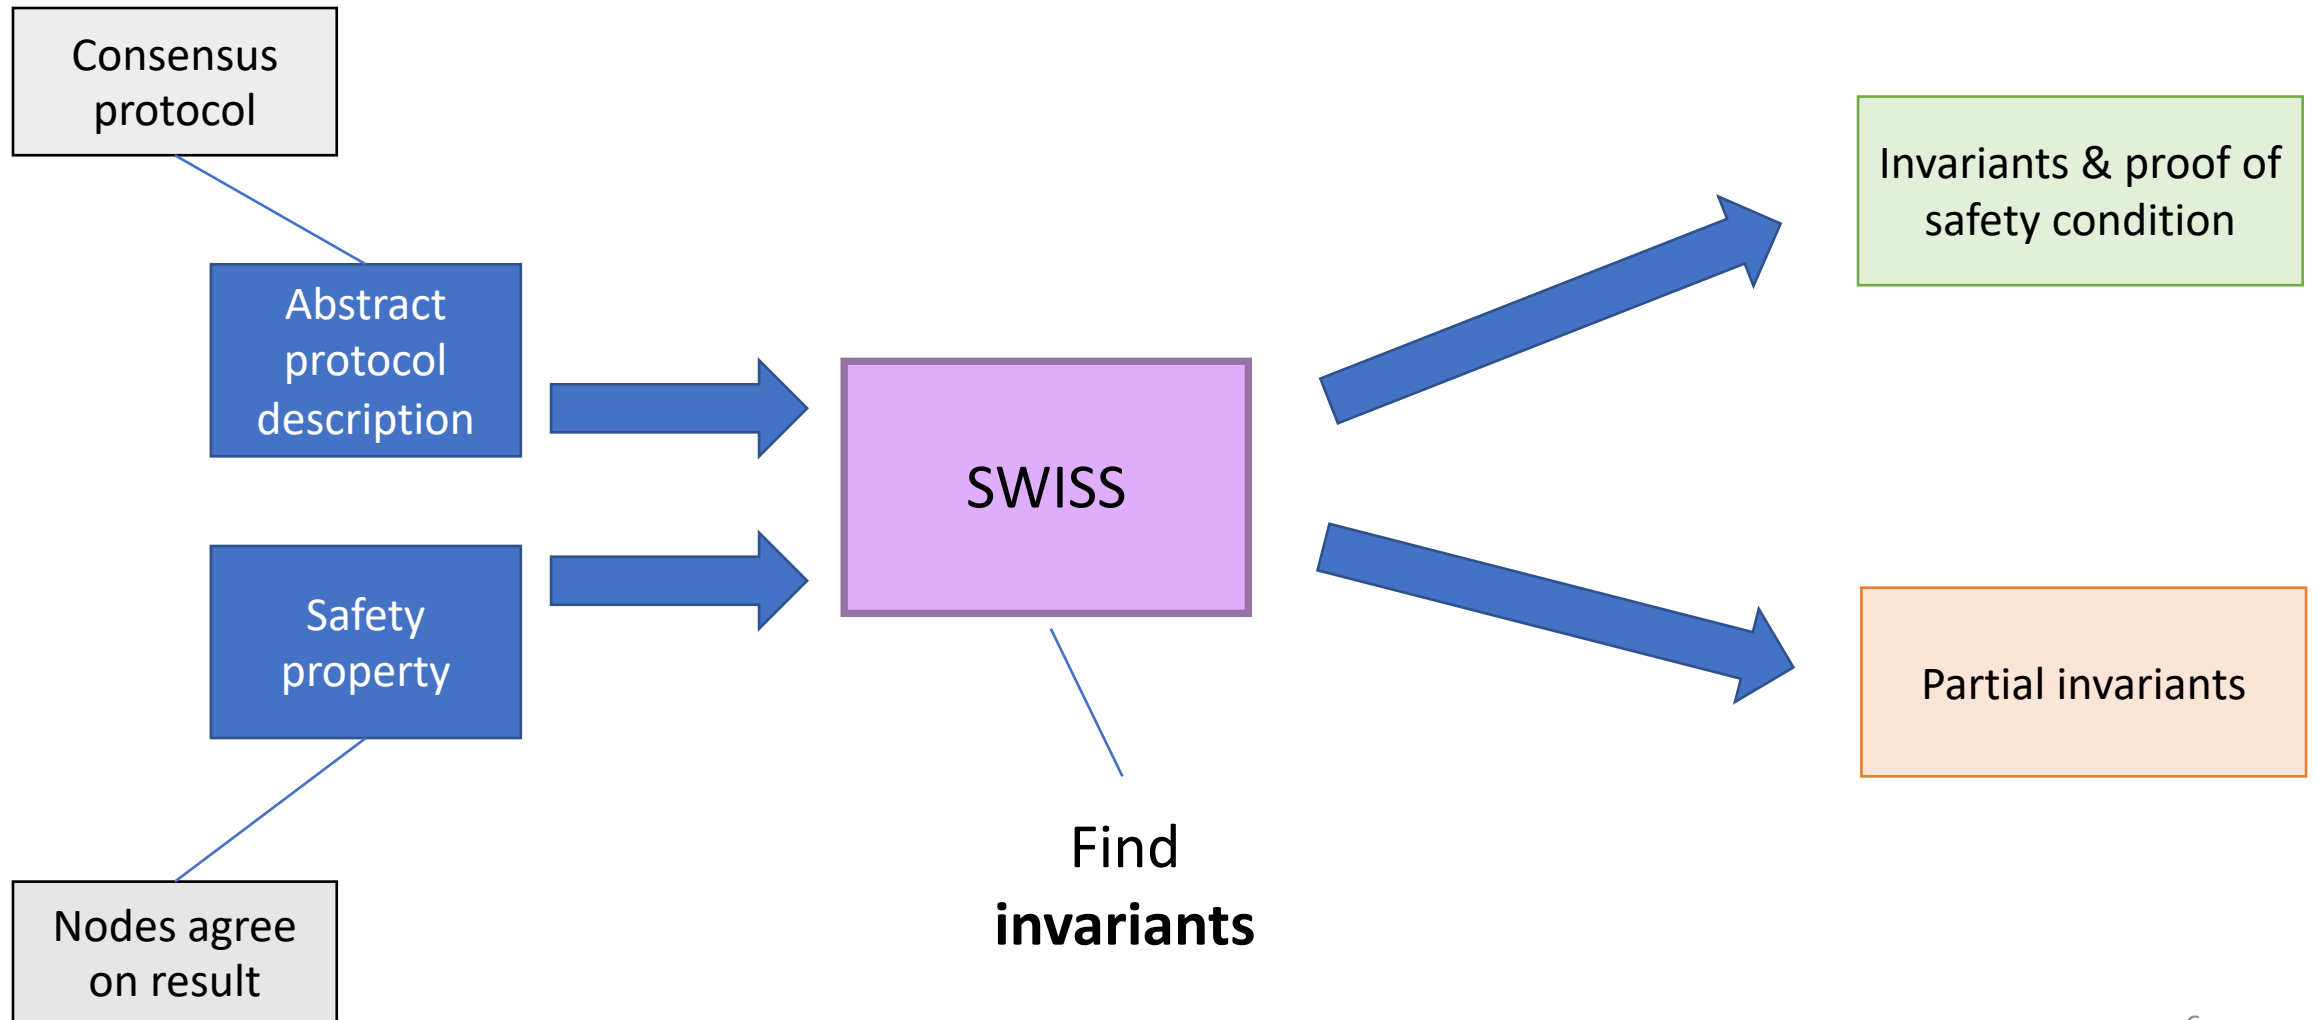 Consensus
protocol
Abstract
protocol
description
Safety
property
Nodes agree
on result
SWISS
Find
invariants
Invariants & proof of
safety condition
Partial invariants